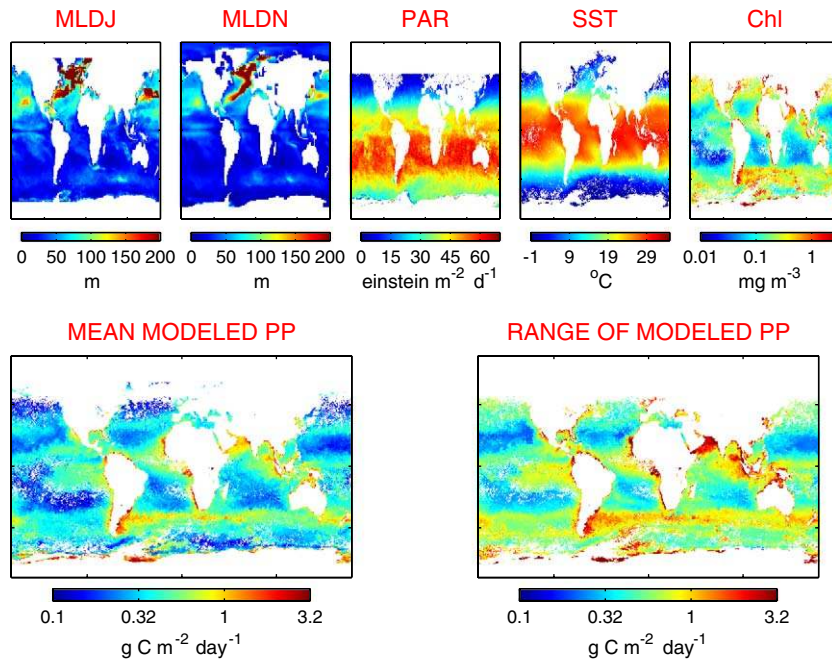 MLDJ MLDN PAR SST Chl
0 50 100 150 200 0 50 100 150 200 0 15 30 45 60 -1 9 19 29 0.01 0.1 1
m m einstein m⁻² d⁻¹ °C mg m⁻³
MEAN MODELED PP RANGE OF MODELED PP
0.1 0.32 1 3.2 0.1 0.32 1 3.2
g C m⁻² day⁻¹ g C m⁻² day⁻¹